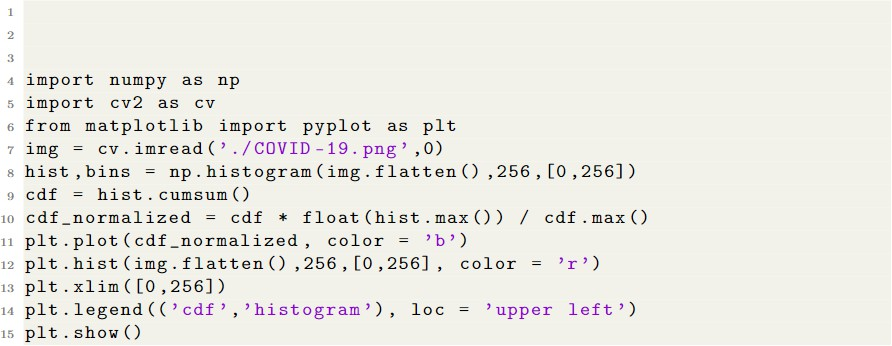 1
2
3
4 import numpy as np
5 import cv2 as cv
6 from matplotlib import pyplot as plt
7 img = cv.imread('./COVID-19.png',0)
8 hist,bins = np.histogram(img.flatten(),256,[0,256])
9 cdf = hist.cumsum()
10 cdf_normalized = cdf * float(hist.max()) / cdf.max()
11 plt.plot(cdf_normalized, color = 'b')
12 plt.hist(img.flatten(),256,[0,256], color = 'r')
13 plt.xlim([0,256])
14 plt.legend(('cdf','histogram'), loc = 'upper left')
15 plt.show()